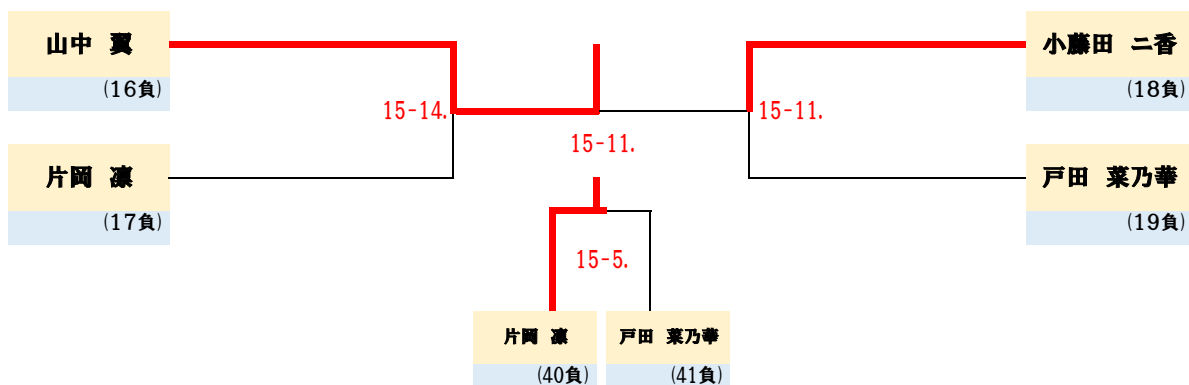 山中 翼
小藤田 ニ香
(16負)
(18負)
15-14.
15-11.
15-11.
片岡 凛
戸田 菜乃華
(17負)
(19負)
15-5.
片岡 凛
戸田 菜乃華
(40負)
(41負)